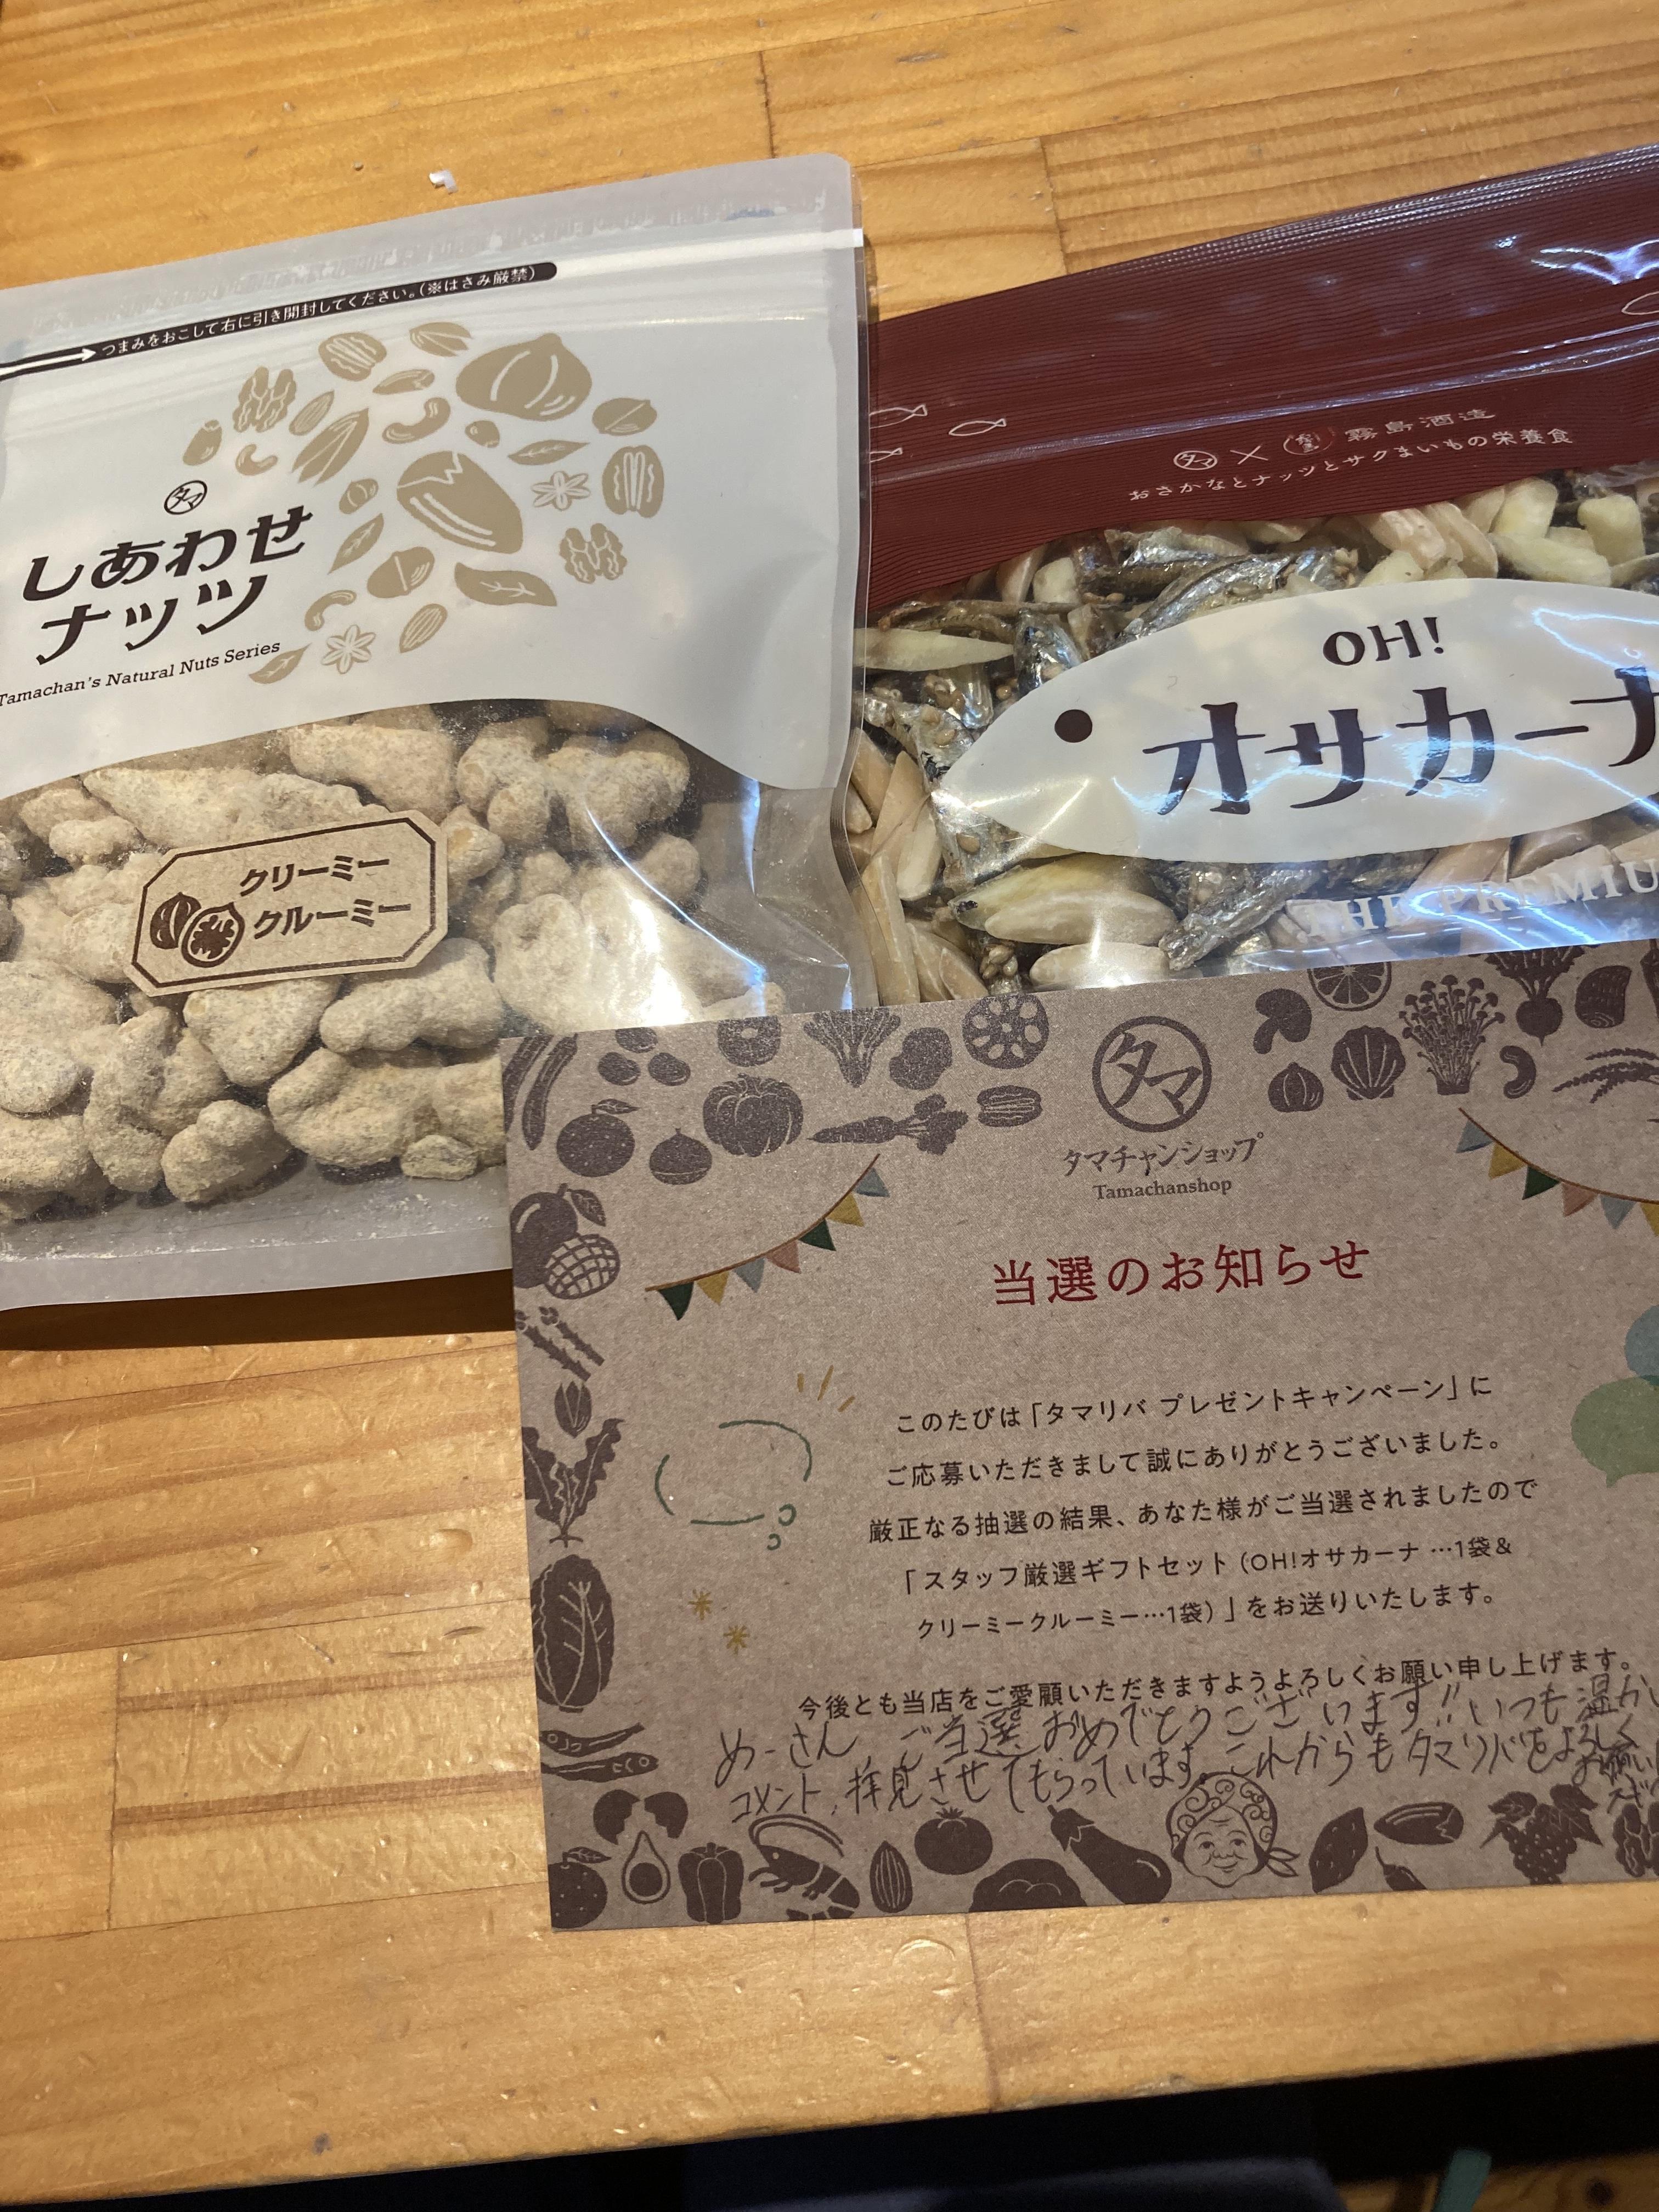 つまみをおこして右に引き開封してください。(※はさみ厳禁)
タマ
しあわせ
ナッツ
Tamachan's Natural Nuts Series
クリーミー
クルーミー
タマ × 霧島酒造
おさかなとナッツとサクまいもの栄養食
OH!
オサカーナ
THE PREMIU
タマ
タマチャンショップ
Tamachanshop
当選のお知らせ
このたびは「タマリバ プレゼントキャンペーン」に
ご応募いただきまして誠にありがとうございました。
厳正なる抽選の結果、あなた様がご当選されましたので
「スタッフ厳選ギフトセット(OH!オサカーナ …1袋&
クリーミークルーミー…1袋)」をお送りいたします。
今後とも当店をご愛顧いただきますようよろしくお願い申し上げます。
めーさん ご当選おめでとうございます!! いつも温か
コメント、拝見させてもらっています。これからもタマリバをよろしく
お願い